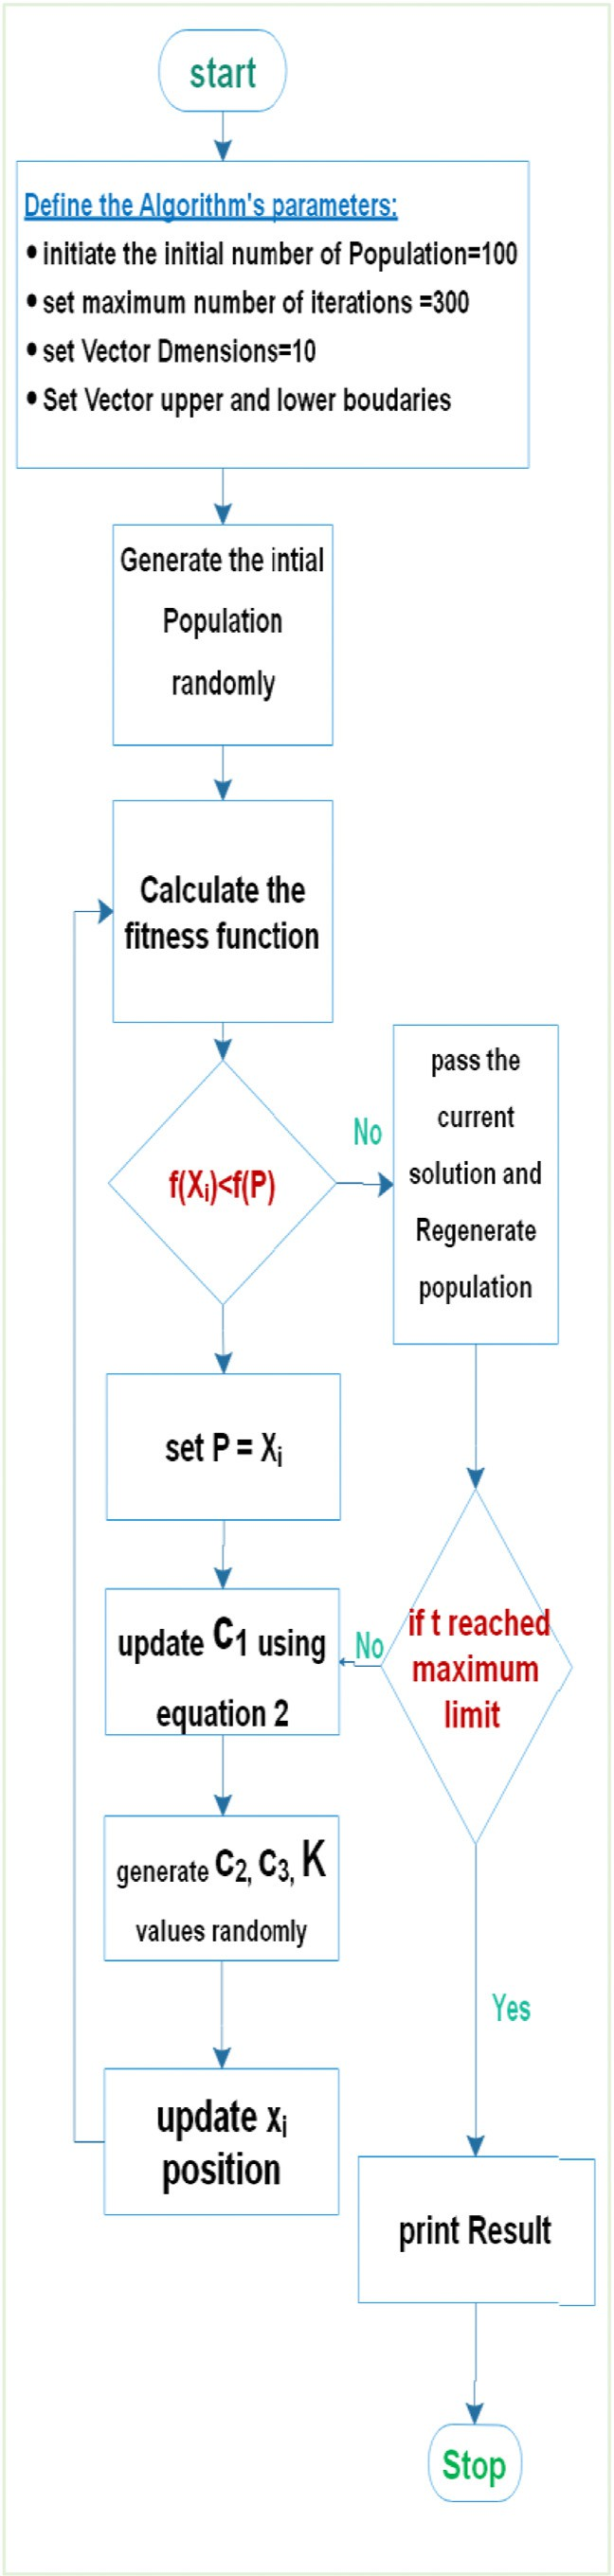 start
Define the Algorithm's parameters:
• initiate the initial number of Population=100
• set maximum number of iterations =300
• set Vector Dmensions=10
• Set Vector upper and lower boudaries
Generate the intial
Population
randomly
Calculate the
fitness function
f(Xᵢ)<f(P)
No
pass the
current
solution and
Regenerate
population
set P = Xᵢ
update C₁ using
equation 2
No
if t reached
maximum
limit
generate C₂, C₃, K
values randomly
Yes
update xᵢ
position
print Result
Stop